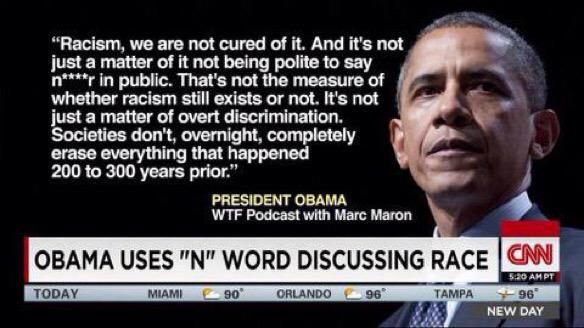 “Racism, we are not cured of it. And it's not
just a matter of it not being polite to say
n****r in public. That's not the measure of
whether racism still exists or not. It's not
just a matter of overt discrimination.
Societies don't, overnight, completely
erase everything that happened
200 to 300 years prior.”
PRESIDENT OBAMA
WTF Podcast with Marc Maron
OBAMA USES "N" WORD DISCUSSING RACE
CNN
5:20 AM PT
TODAY MIAMI 90° ORLANDO 96° TAMPA 96°
NEW DAY